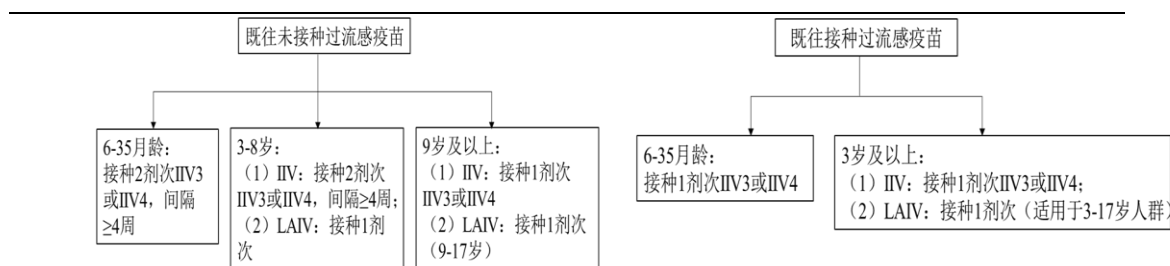 既往未接种过流感疫苗
6-35月龄：
接种2剂次IIV3
或IIV4，间隔
≥4周
3-8岁：
（1）IIV：接种2剂次
IIV3或IIV4，间隔≥4周；
（2）LAIV：接种1剂
次
9岁及以上：
（1）IIV：接种1剂次
IIV3或IIV4
（2）LAIV：接种1剂次
(9-17岁）
既往接种过流感疫苗
6-35月龄：
接种1剂次IIV3或IIV4
3岁及以上：
（1）IIV：接种1剂次IIV3或IIV4；
（2）LAIV：接种1剂次（适用于3-17岁人群）